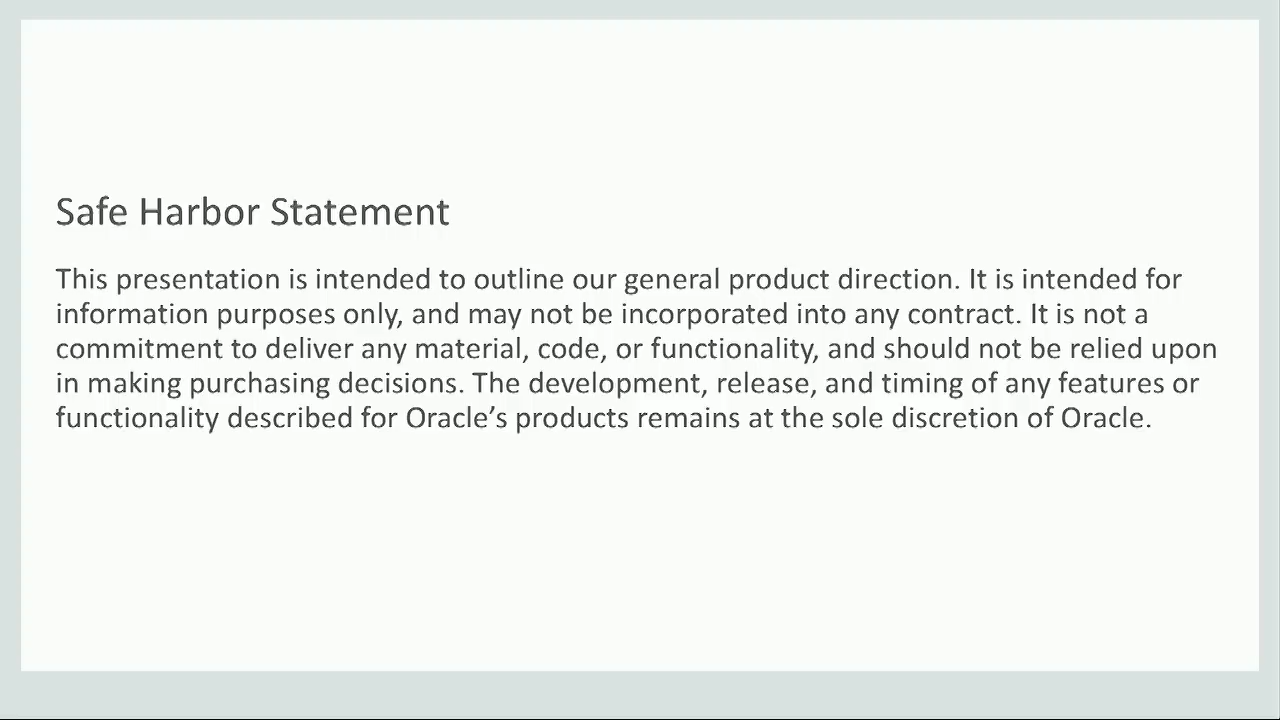 Safe Harbor Statement
This presentation is intended to outline our general product direction. It is intended for
information purposes only, and may not be incorporated into any contract. It is not a
commitment to deliver any material, code, or functionality, and should not be relied upon
in making purchasing decisions. The development, release, and timing of any features or
functionality described for Oracle’s products remains at the sole discretion of Oracle.